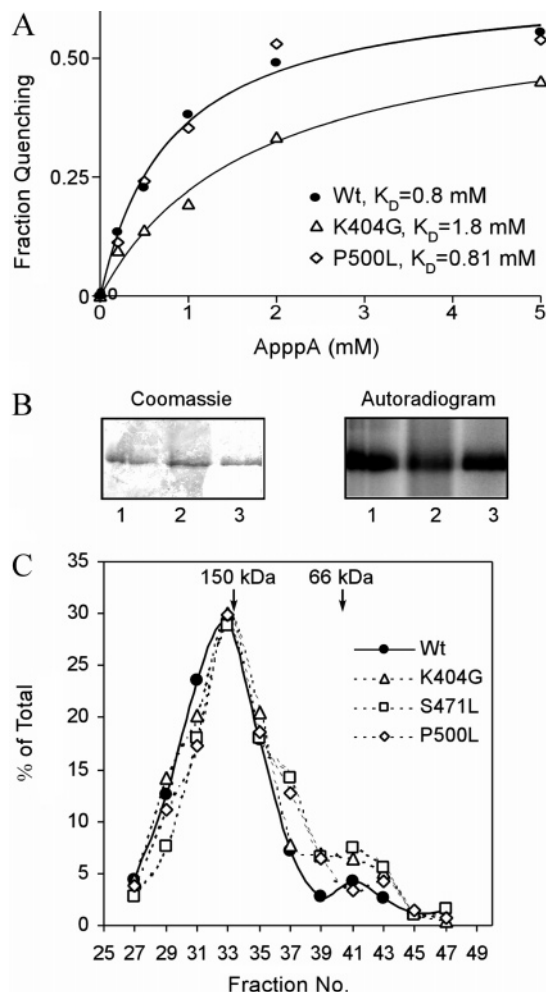 A
Fraction Quenching
0.50
0.25
0
0
1
2
3
4
5
ApppA (mM)
Wt, KD=0.8 mM
K404G, KD=1.8 mM
P500L, KD=0.81 mM
B
Coomassie
Autoradiogram
1 2 3
1 2 3
C
% of Total
35
30
25
20
15
10
5
0
150 kDa
66 kDa
Wt
K404G
S471L
P500L
25 27 29 31 33 35 37 39 41 43 45 47 49
Fraction No.